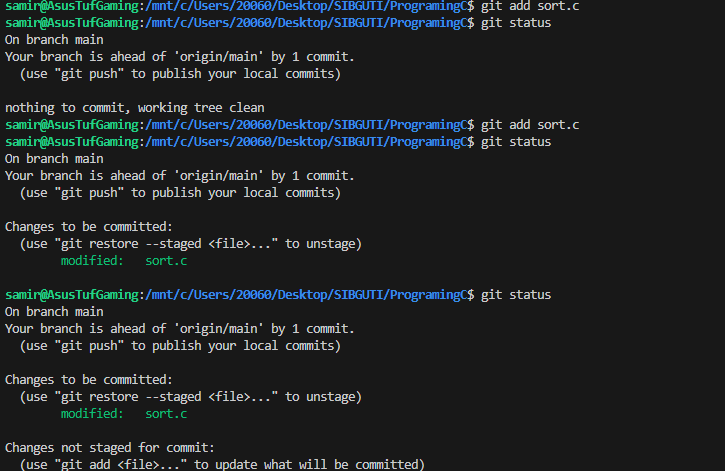 samir@AsusTufGaming:/mnt/c/Users/20060/Desktop/SIBGUTI/ProgramingC$ git add sort.c
samir@AsusTufGaming:/mnt/c/Users/20060/Desktop/SIBGUTI/ProgramingC$ git status
On branch main
Your branch is ahead of 'origin/main' by 1 commit.
  (use "git push" to publish your local commits)

nothing to commit, working tree clean
samir@AsusTufGaming:/mnt/c/Users/20060/Desktop/SIBGUTI/ProgramingC$ git add sort.c
samir@AsusTufGaming:/mnt/c/Users/20060/Desktop/SIBGUTI/ProgramingC$ git status
On branch main
Your branch is ahead of 'origin/main' by 1 commit.
  (use "git push" to publish your local commits)

Changes to be committed:
  (use "git restore --staged <file>..." to unstage)
        modified:   sort.c

samir@AsusTufGaming:/mnt/c/Users/20060/Desktop/SIBGUTI/ProgramingC$ git status
On branch main
Your branch is ahead of 'origin/main' by 1 commit.
  (use "git push" to publish your local commits)

Changes to be committed:
  (use "git restore --staged <file>..." to unstage)
        modified:   sort.c

Changes not staged for commit:
  (use "git add <file>..." to update what will be committed)